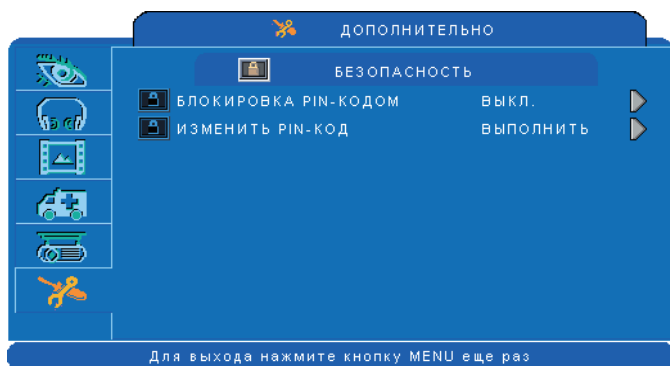 ДОПОЛНИТЕЛЬНО
БЕЗОПАСНОСТЬ
БЛОКИРОВКА PIN-КОДОМ ВЫКЛ.
ИЗМЕНИТЬ PIN-КОД ВЫПОЛНИТЬ
Для выхода нажмите кнопку MENU еще раз